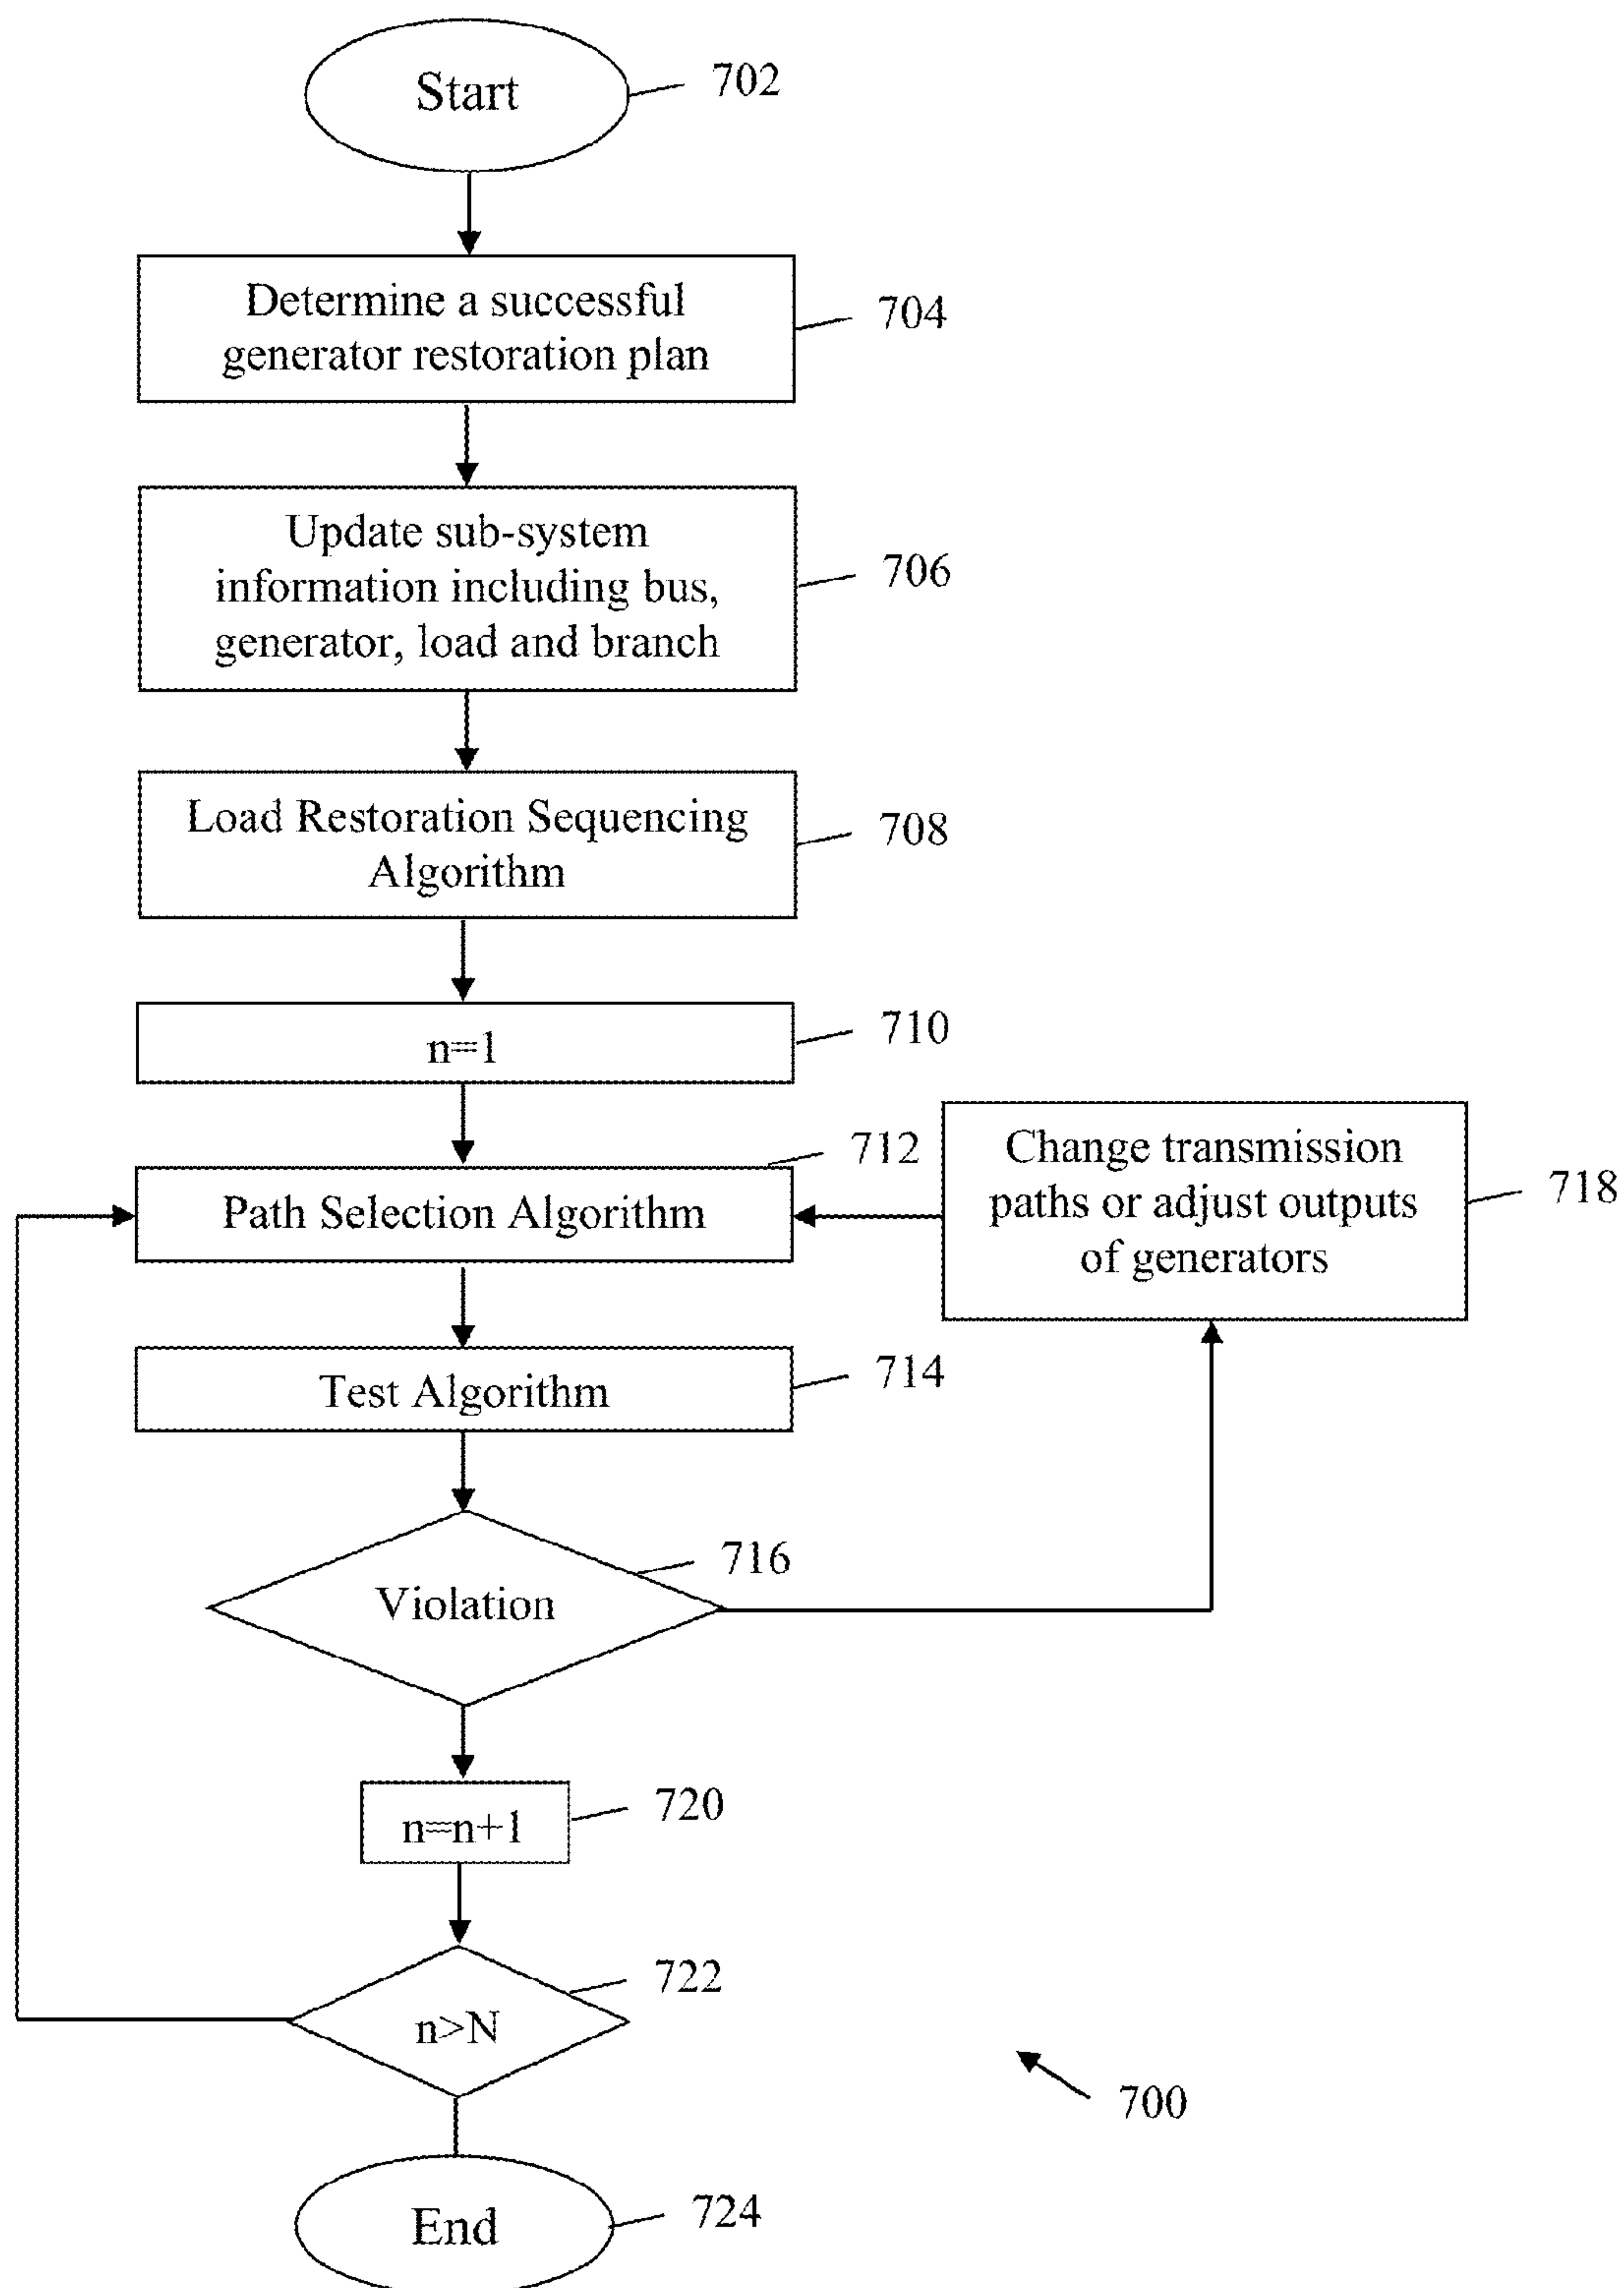 Start
702
Determine a successful
generator restoration plan
704
Update sub-system
information including bus,
generator, load and branch
706
Load Restoration Sequencing
Algorithm
708
n=1
710
712
Path Selection Algorithm
Change transmission
paths or adjust outputs
of generators
718
Test Algorithm
714
Violation
716
n=n+1
720
n>N
722
700
End
724